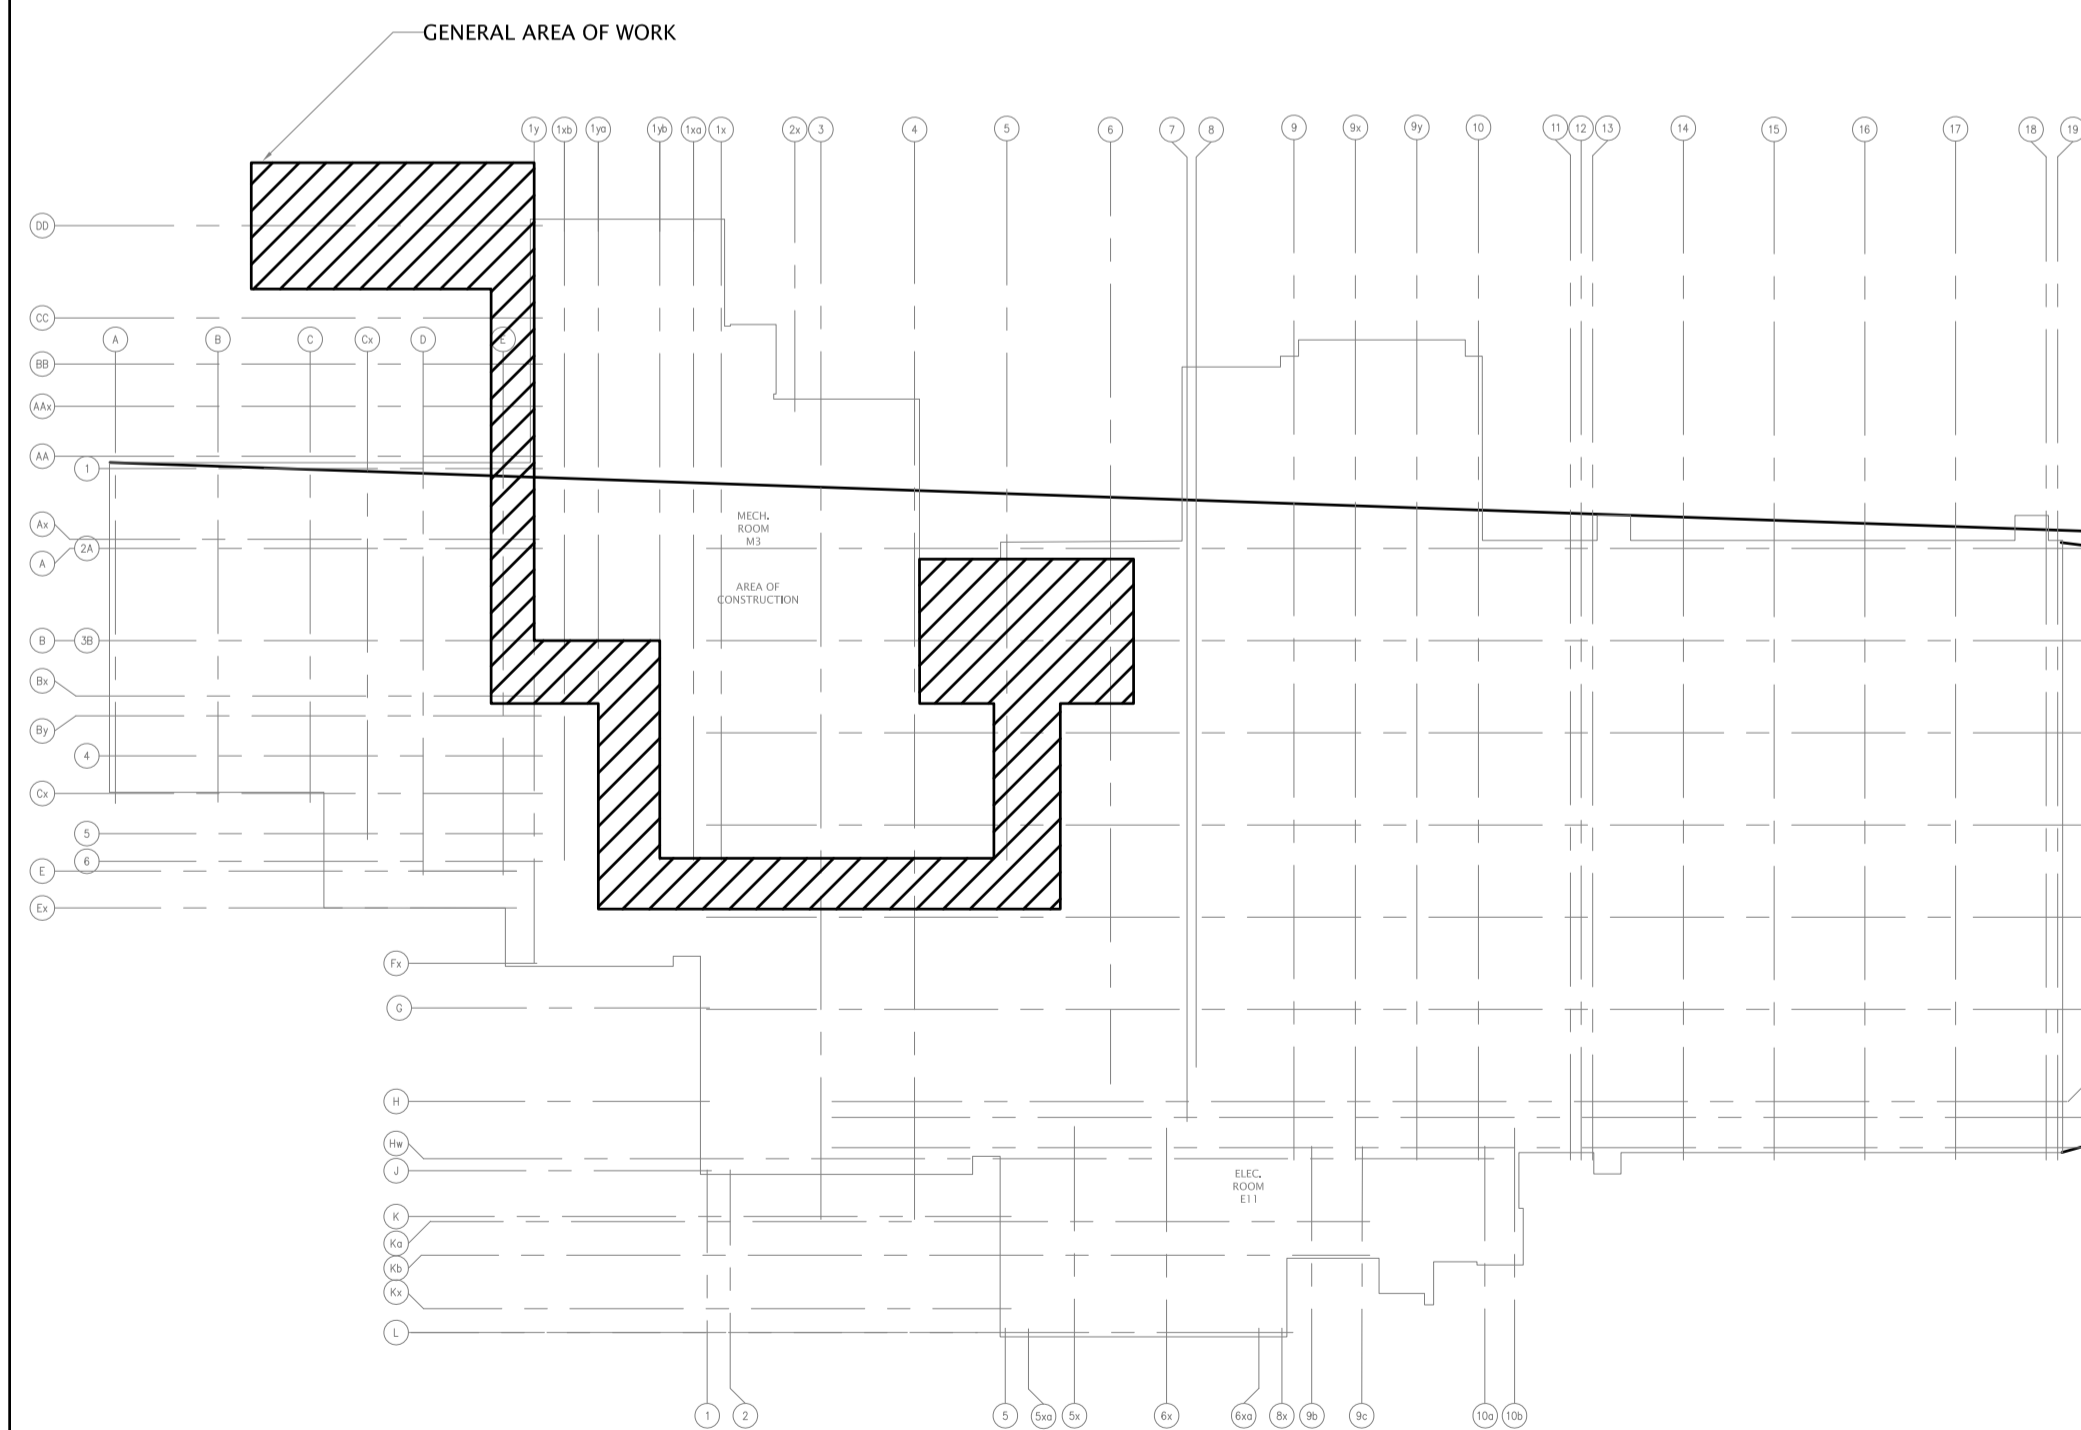 GENERAL AREA OF WORK
1y 1xb 1ya 1yb 1xa 1x 2x 3 4 5 6 7 8 9 9x 9y 10 11 12 13 14 15 16 17 18 19
DD
CC
A B C Cx D E
BB
AAx
AA
1
Ax
2A
A
MECH.
ROOM
M3
AREA OF
CONSTRUCTION
B 3B
Bx
By
4
Cx
5
6
E
Ex
Fx
G
H
Hw
J
ELEC.
ROOM
E11
K
Ka
Kb
Kx
L
1 2 5 5xa 5x 6x 6xa 8x 9b 9c 10a 10b